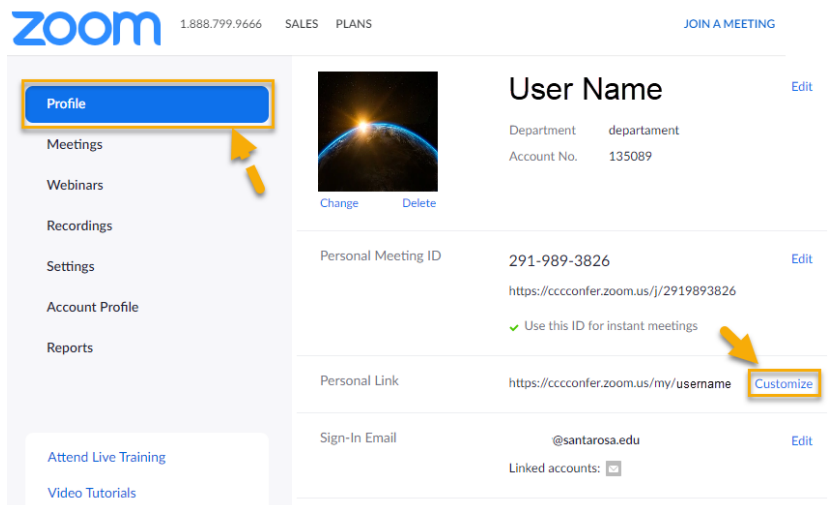 zoom 1.888.799.9666 SALES PLANS JOIN A MEETING
Profile
Meetings
Webinars
Recordings
Settings
Account Profile
Reports
Attend Live Training
Video Tutorials
User Name Edit
Department departament
Account No. 135089
Change Delete
Personal Meeting ID 291-989-3826 Edit
https://cccconfer.zoom.us/j/2919893826
Use this ID for instant meetings
Personal Link https://cccconfer.zoom.us/my/username Customize
Sign-In Email @santarosa.edu Edit
Linked accounts: